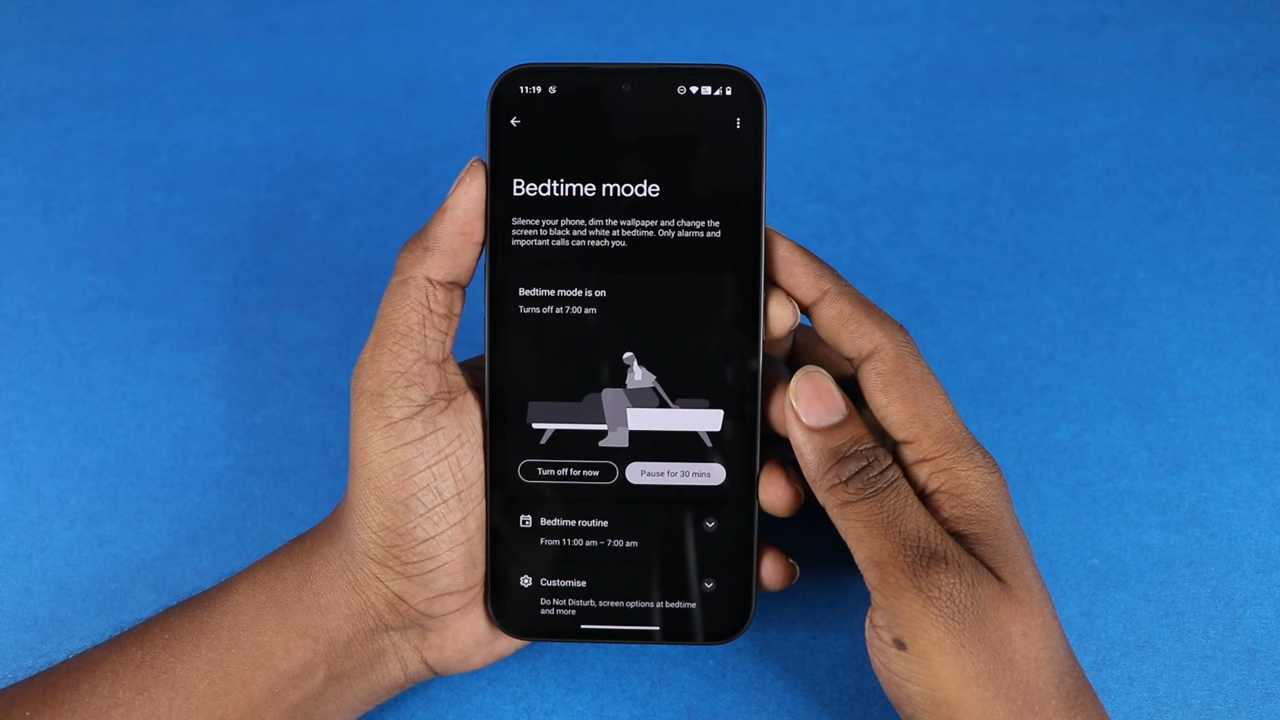 11:19
Bedtime mode
Silence your phone, dim the wallpaper and change the
screen to black and white at bedtime. Only alarms and
important calls can reach you.
Bedtime mode is on
Turns off at 7:00 am
Turn off for now
Pause for 30 mins
Bedtime routine
From 11:00 am – 7:00 am
Customise
Do Not Disturb, screen options at bedtime
and more